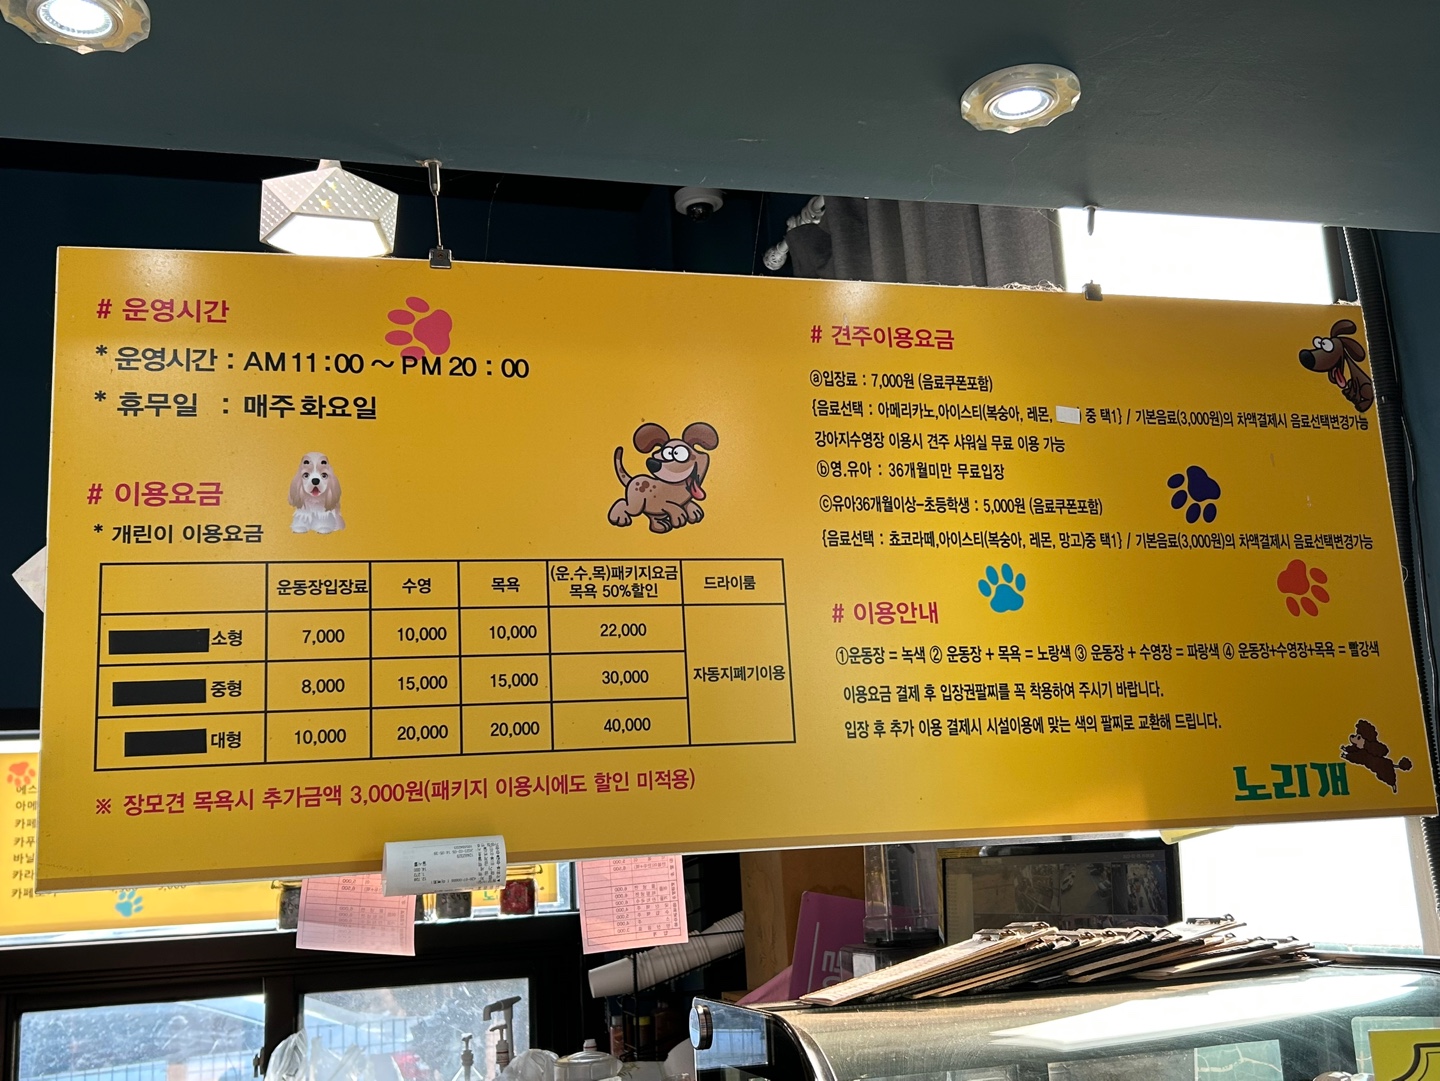 # 운영시간
* 운영시간 : AM 11:00 ~ PM 20 : 00
* 휴무일 : 매주 화요일
# 이용요금
* 개린이 이용요금
운동장입장료 수영 목욕 (운.수.목)패키지요금 목욕 50%할인 드라이룸
소형 7,000 10,000 10,000 22,000
중형 8,000 15,000 15,000 30,000 자동지폐기이용
대형 10,000 20,000 20,000 40,000
※ 장모견 목욕시 추가금액 3,000원(패키지 이용시에도 할인 미적용)
# 견주이용요금
ⓐ입장료 : 7,000원 (음료쿠폰포함)
{음료선택 : 아메리카노,아이스티(복숭아, 레몬, 중 택1} / 기본음료(3,000원)의 차액결제시 음료선택변경가능
강아지수영장 이용시 견주 샤워실 무료 이용 가능
ⓑ영.유아 : 36개월미만 무료입장
ⓒ유아36개월이상-초등학생 : 5,000원 (음료쿠폰포함)
{음료선택 : 쵸코라떼,아이스티(복숭아, 레몬, 망고)중 택1} / 기본음료(3,000원)의 차액결제시 음료선택변경가능
# 이용안내
①운동장 = 녹색 ② 운동장 + 목욕 = 노랑색 ③ 운동장 + 수영장 = 파랑색 ④ 운동장+수영장+목욕 = 빨강색
이용요금 결제 후 입장권팔찌를 꼭 착용하여 주시기 바랍니다.
입장 후 추가 이용 결제시 시설이용에 맞는 색의 팔찌로 교환해 드립니다.
노리개